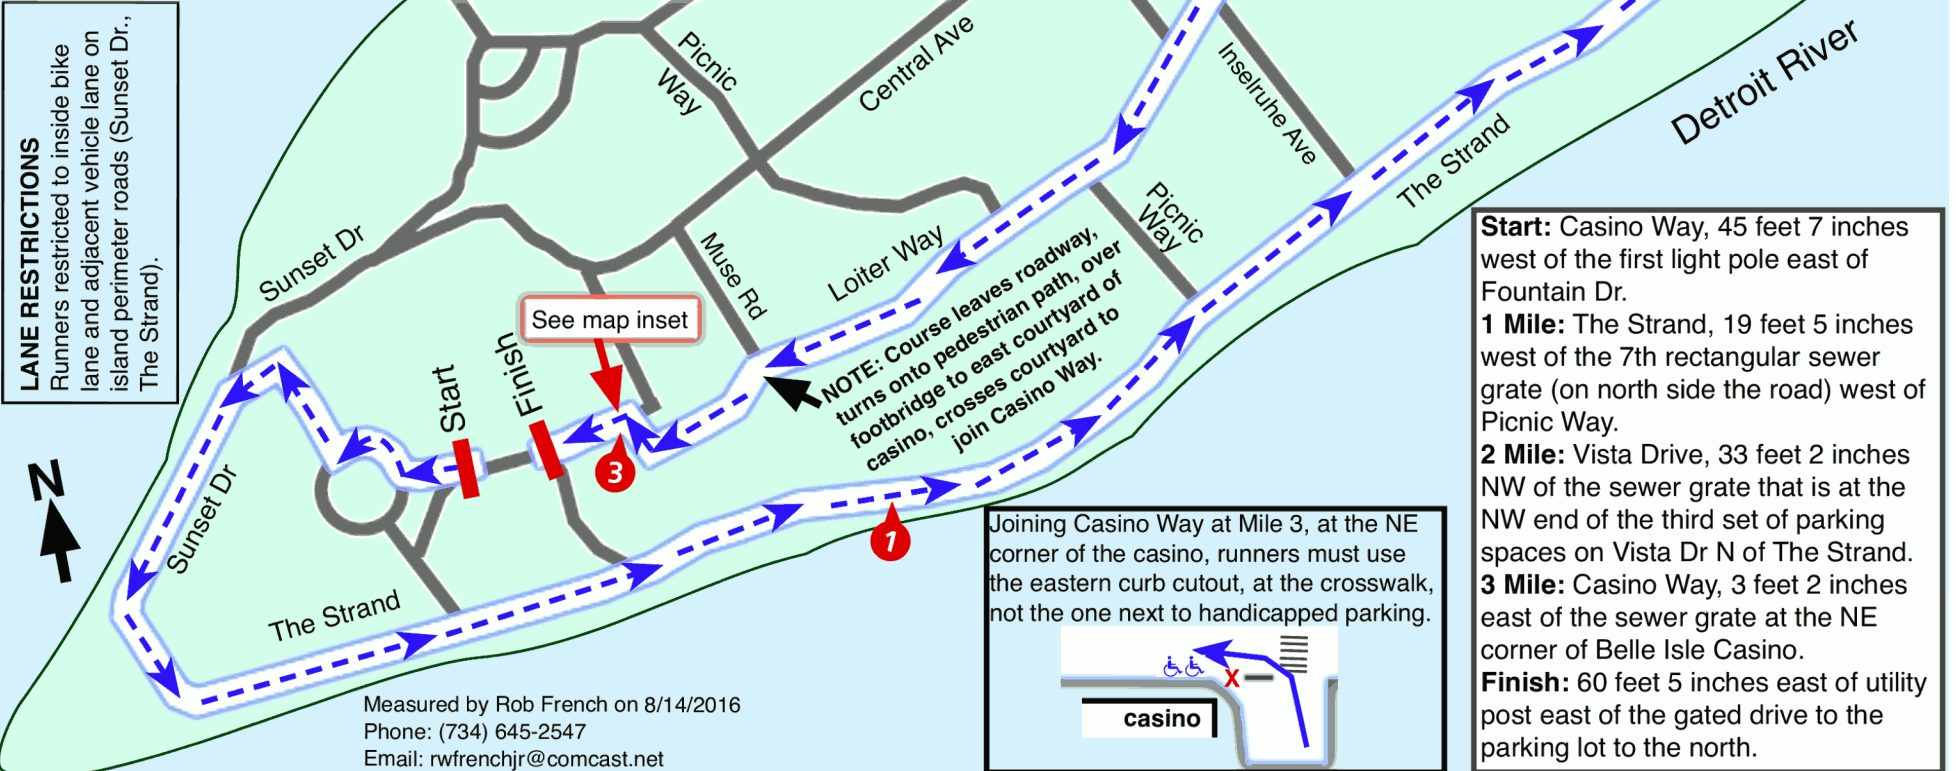 LANE RESTRICTIONS
Runners restricted to inside bike
lane and adjacent vehicle lane on
island perimeter roads (Sunset Dr.,
The Strand).
Picnic
Way
Central Ave
Inselruhe Ave
Detroit River
The Strand
Picnic
Way
Sunset Dr
Muse Rd
Loiter Way
See map inset
Start
Finish
NOTE: Course leaves roadway,
turns onto pedestrian path, over
footbridge to east courtyard of
casino, crosses courtyard to
join Casino Way.
3
1
N
Sunset Dr
The Strand
Measured by Rob French on 8/14/2016
Phone: (734) 645-2547
Email: rwfrenchjr@comcast.net
Joining Casino Way at Mile 3, at the NE
corner of the casino, runners must use
the eastern curb cutout, at the crosswalk,
not the one next to handicapped parking.
X
casino
Start: Casino Way, 45 feet 7 inches
west of the first light pole east of
Fountain Dr.
1 Mile: The Strand, 19 feet 5 inches
west of the 7th rectangular sewer
grate (on north side the road) west of
Picnic Way.
2 Mile: Vista Drive, 33 feet 2 inches
NW of the sewer grate that is at the
NW end of the third set of parking
spaces on Vista Dr N of The Strand.
3 Mile: Casino Way, 3 feet 2 inches
east of the sewer grate at the NE
corner of Belle Isle Casino.
Finish: 60 feet 5 inches east of utility
post east of the gated drive to the
parking lot to the north.